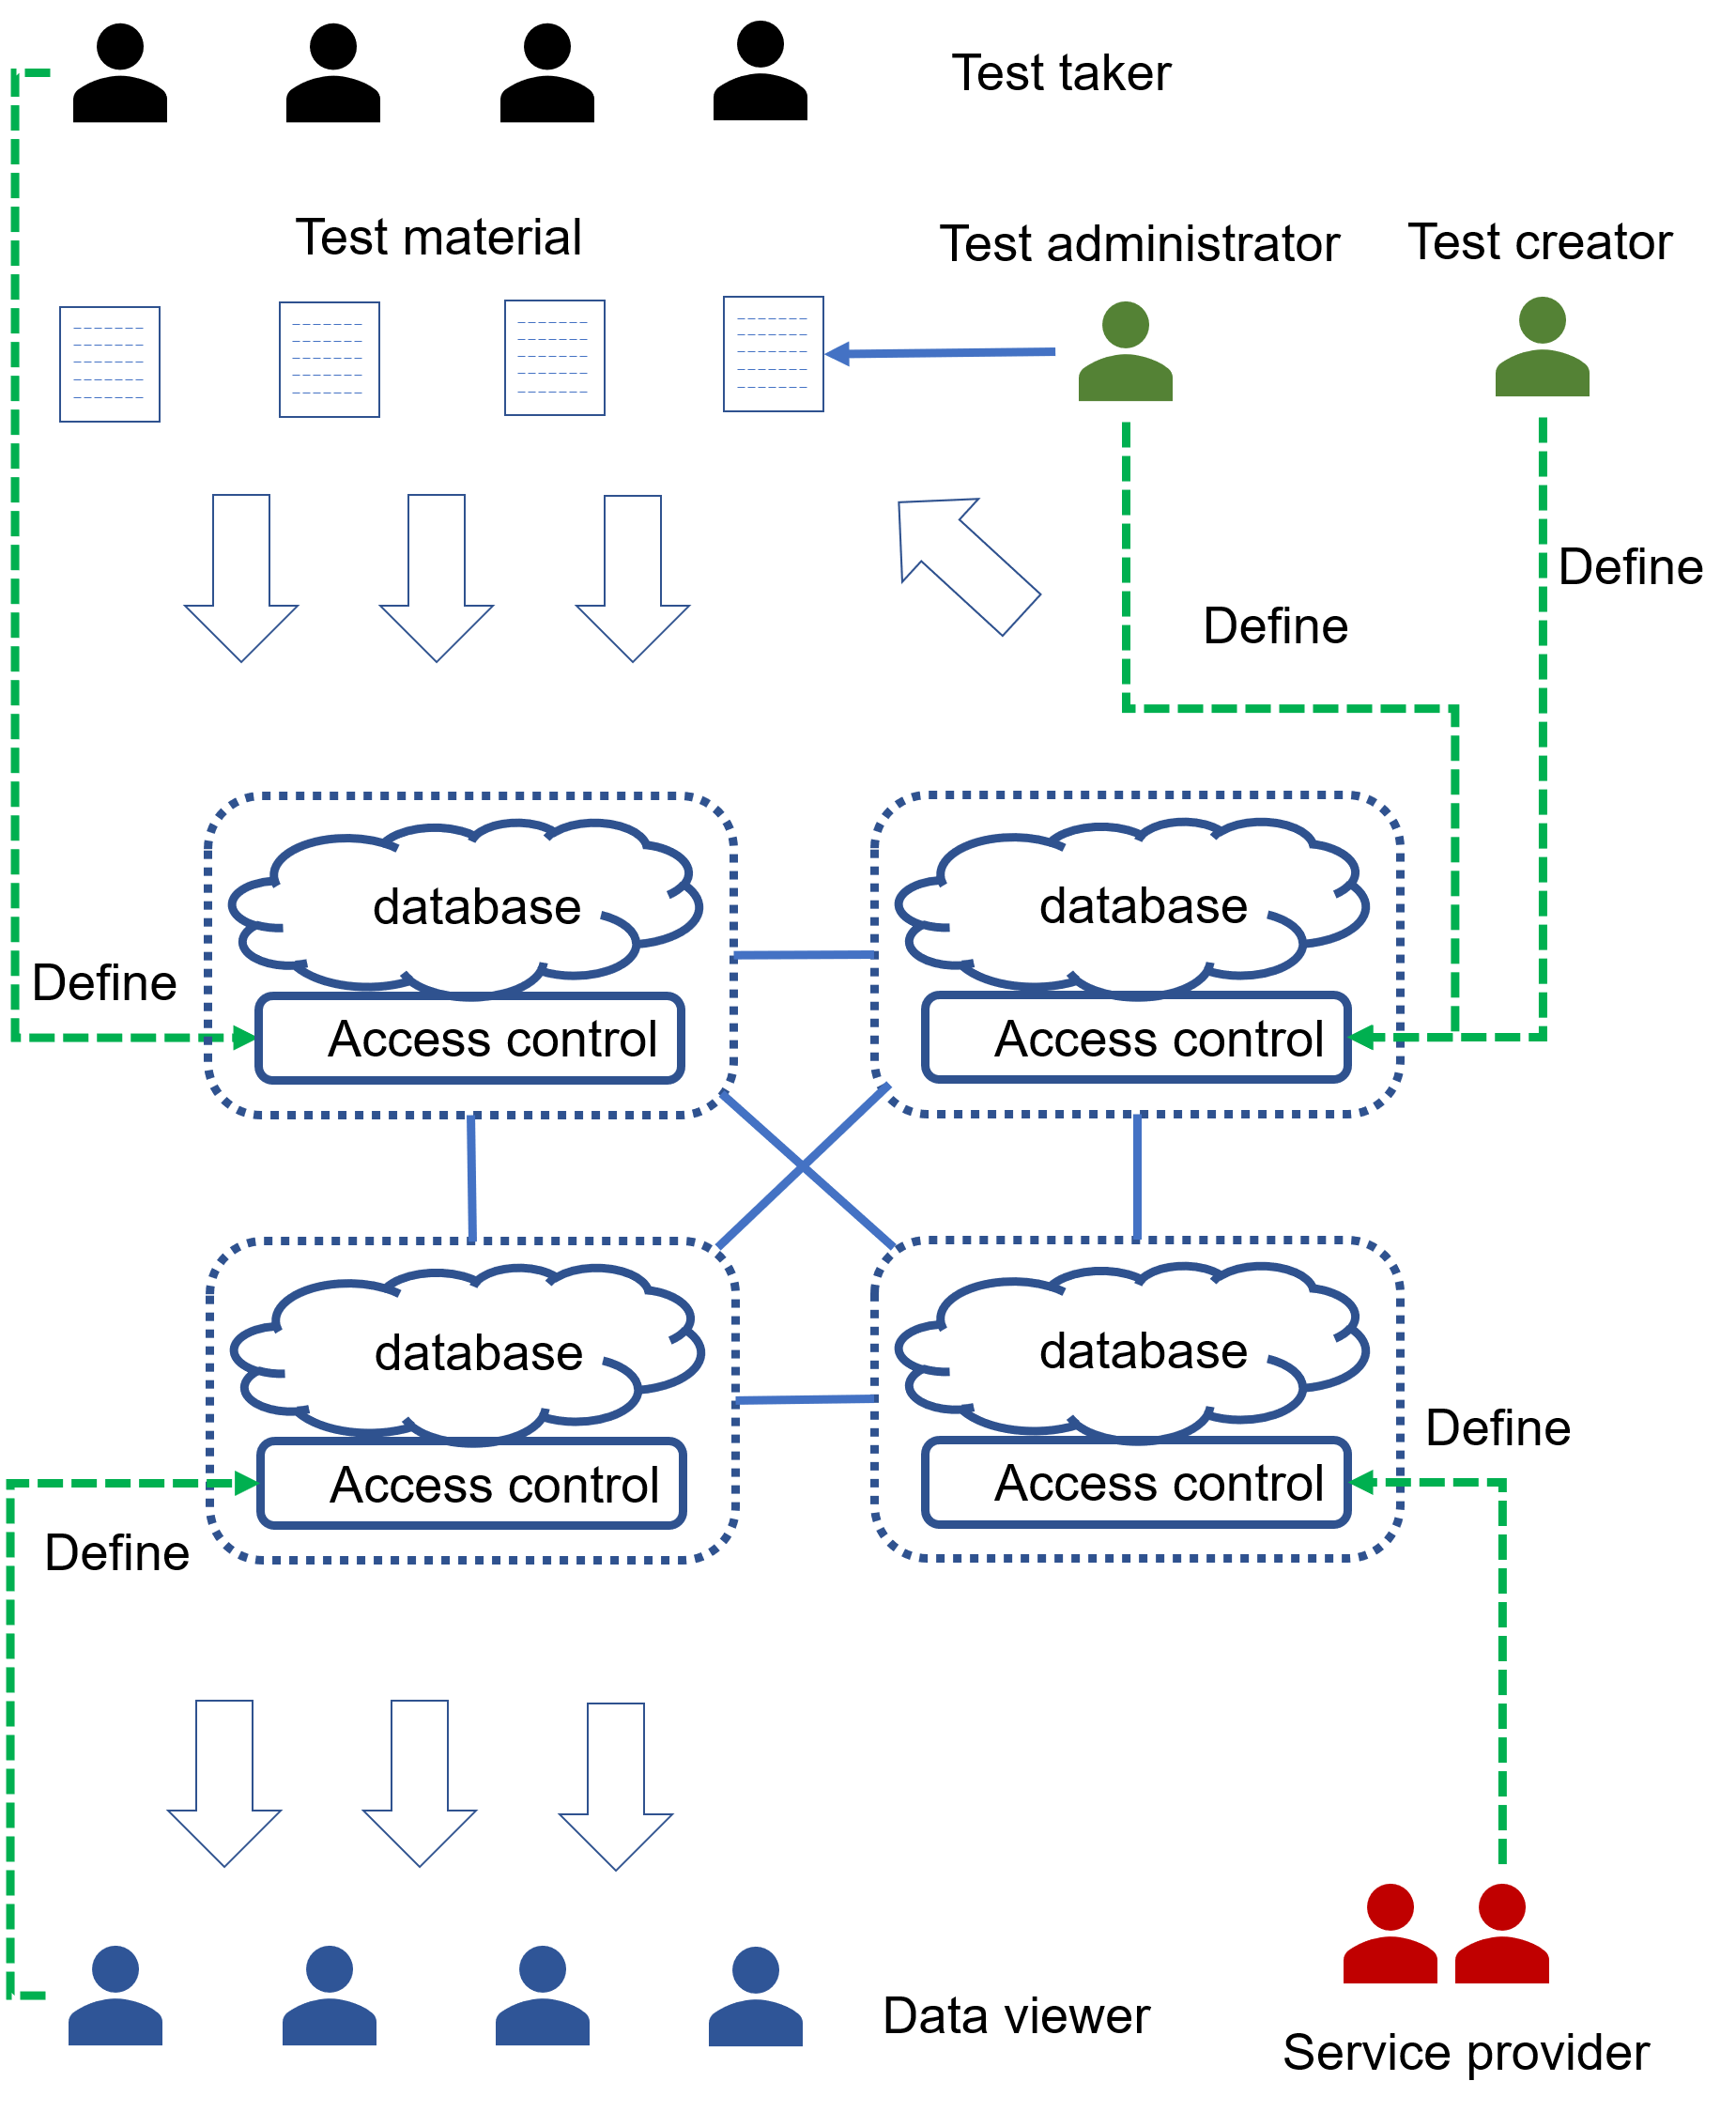 Test taker
Test material
Test administrator
Test creator
Define
Define
database
database
Define
Access control
Access control
database
database
Define
Access control
Access control
Define
Data viewer
Service provider